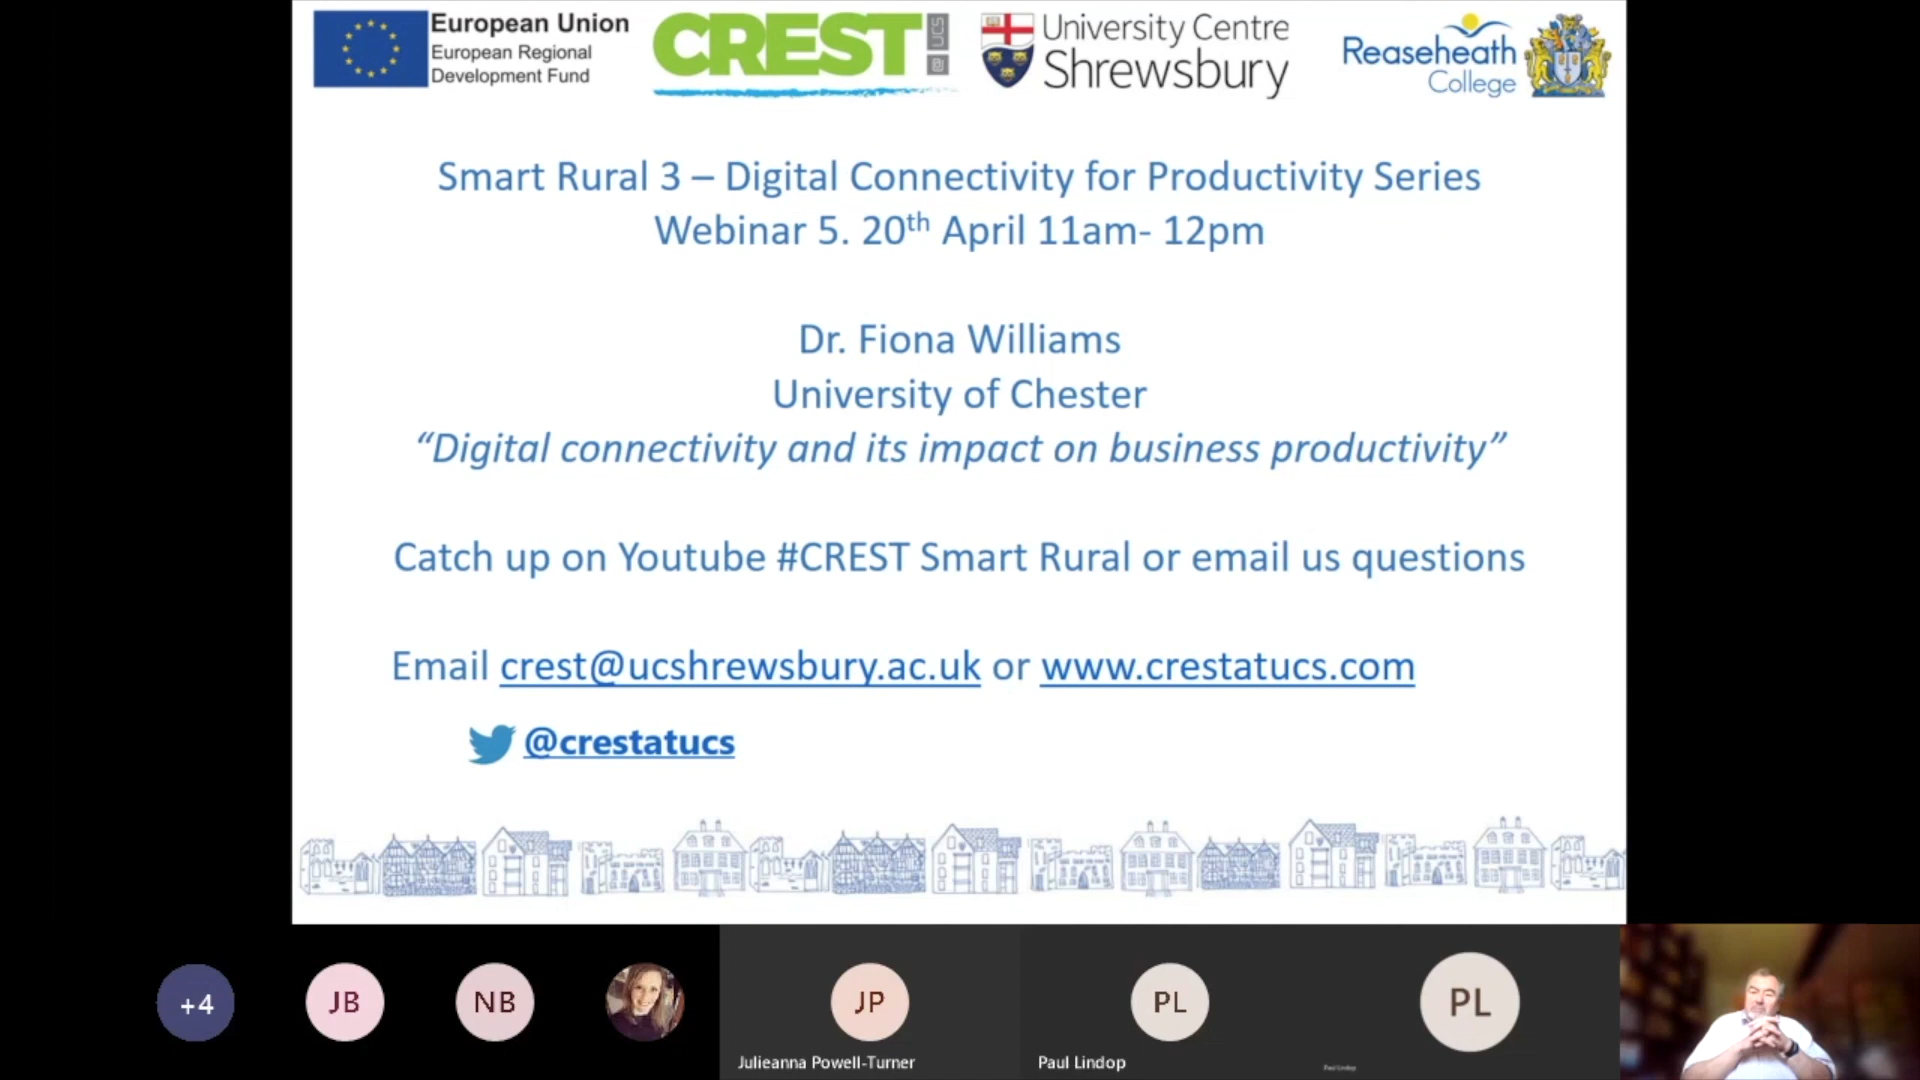 European Union
European Regional
Development Fund
CREST
@ UCS
University Centre
Shrewsbury
Reaseheath
College
Smart Rural 3 – Digital Connectivity for Productivity Series
Webinar 5. 20th April 11am- 12pm
Dr. Fiona Williams
University of Chester
“Digital connectivity and its impact on business productivity”
Catch up on Youtube #CREST Smart Rural or email us questions
Email crest@ucshrewsbury.ac.uk or www.crestatucs.com
@crestatucs
+4
JB
NB
JP
PL
PL
Julieanna Powell-Turner
Paul Lindop
Paul Lindop